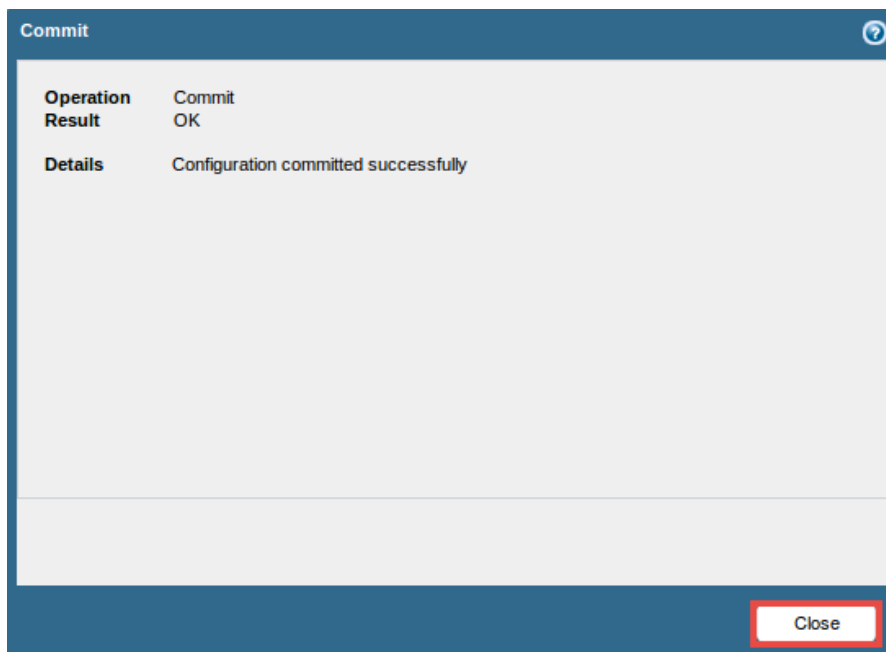 Commit
?
Operation Commit
Result OK
Details Configuration committed successfully
Close